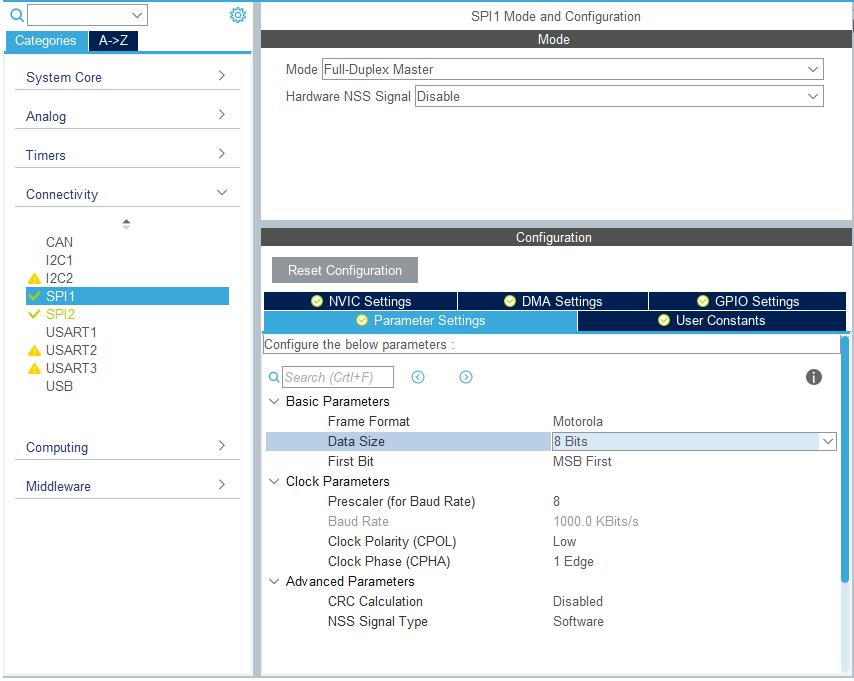 SPI1 Mode and Configuration
Categories A->Z
Mode
System Core
Mode Full-Duplex Master
Hardware NSS Signal Disable
Analog
Timers
Connectivity
CAN
I2C1
I2C2
SPI1
SPI2
USART1
USART2
USART3
USB
Computing
Middleware
Configuration
Reset Configuration
NVIC Settings DMA Settings GPIO Settings
Parameter Settings User Constants
Configure the below parameters :
Search (Crtl+F)
Basic Parameters
Frame Format Motorola
Data Size 8 Bits
First Bit MSB First
Clock Parameters
Prescaler (for Baud Rate) 8
Baud Rate 1000.0 KBits/s
Clock Polarity (CPOL) Low
Clock Phase (CPHA) 1 Edge
Advanced Parameters
CRC Calculation Disabled
NSS Signal Type Software